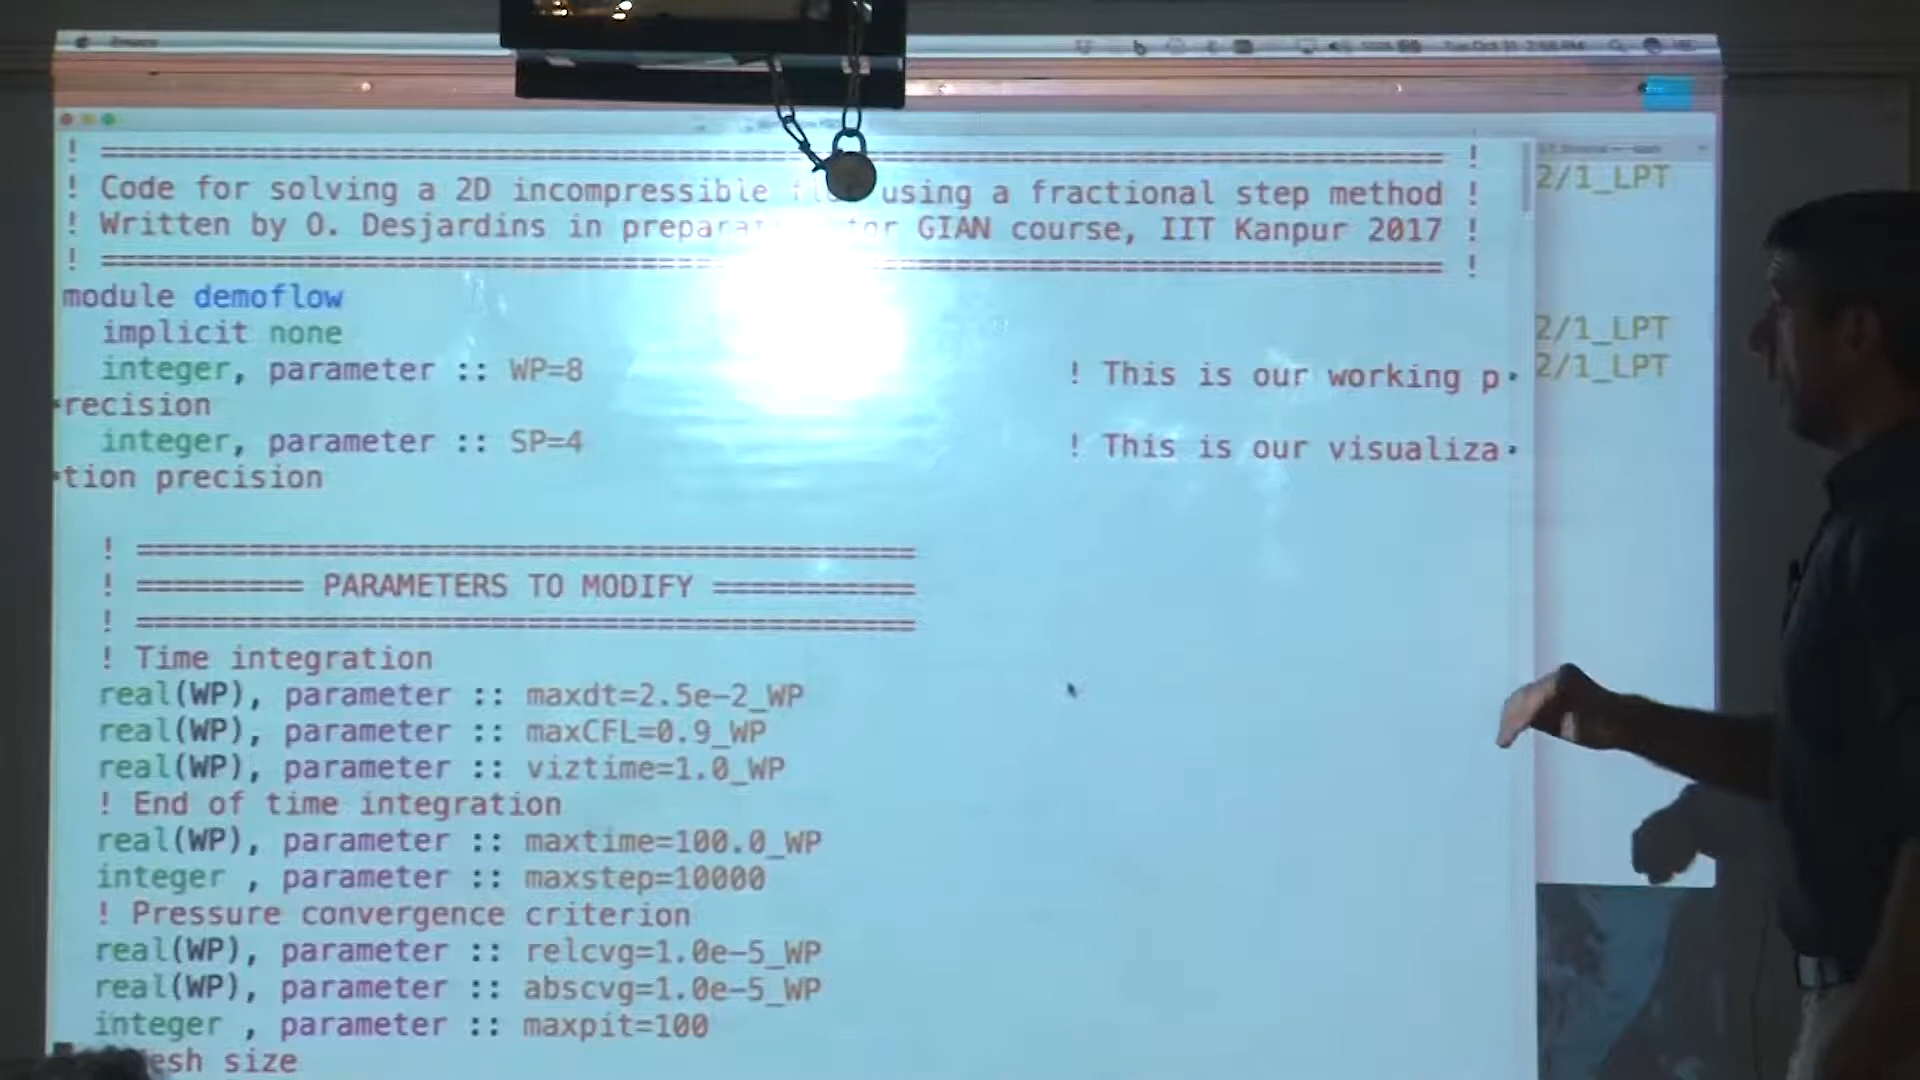 Emacs
! ========================================================================= !
! Code for solving a 2D incompressible using a fractional step method !
! Written by O. Desjardins in GIAN course, IIT Kanpur 2017 !
! ========================================================================= !
module demoflow
implicit none
integer, parameter :: WP=8 ! This is our working p
recision
integer, parameter :: SP=4 ! This is our visualiza
tion precision
! ==========================================
! ========= PARAMETERS TO MODIFY ===========
! ==========================================
! Time integration
real(WP), parameter :: maxdt=2.5e-2_WP
real(WP), parameter :: maxCFL=0.9_WP
real(WP), parameter :: viztime=1.0_WP
! End of time integration
real(WP), parameter :: maxtime=100.0_WP
integer , parameter :: maxstep=10000
! Pressure convergence criterion
real(WP), parameter :: relcvg=1.0e-5_WP
real(WP), parameter :: abscvg=1.0e-5_WP
integer , parameter :: maxpit=100
size
2/1_LPT
2/1_LPT
2/1_LPT